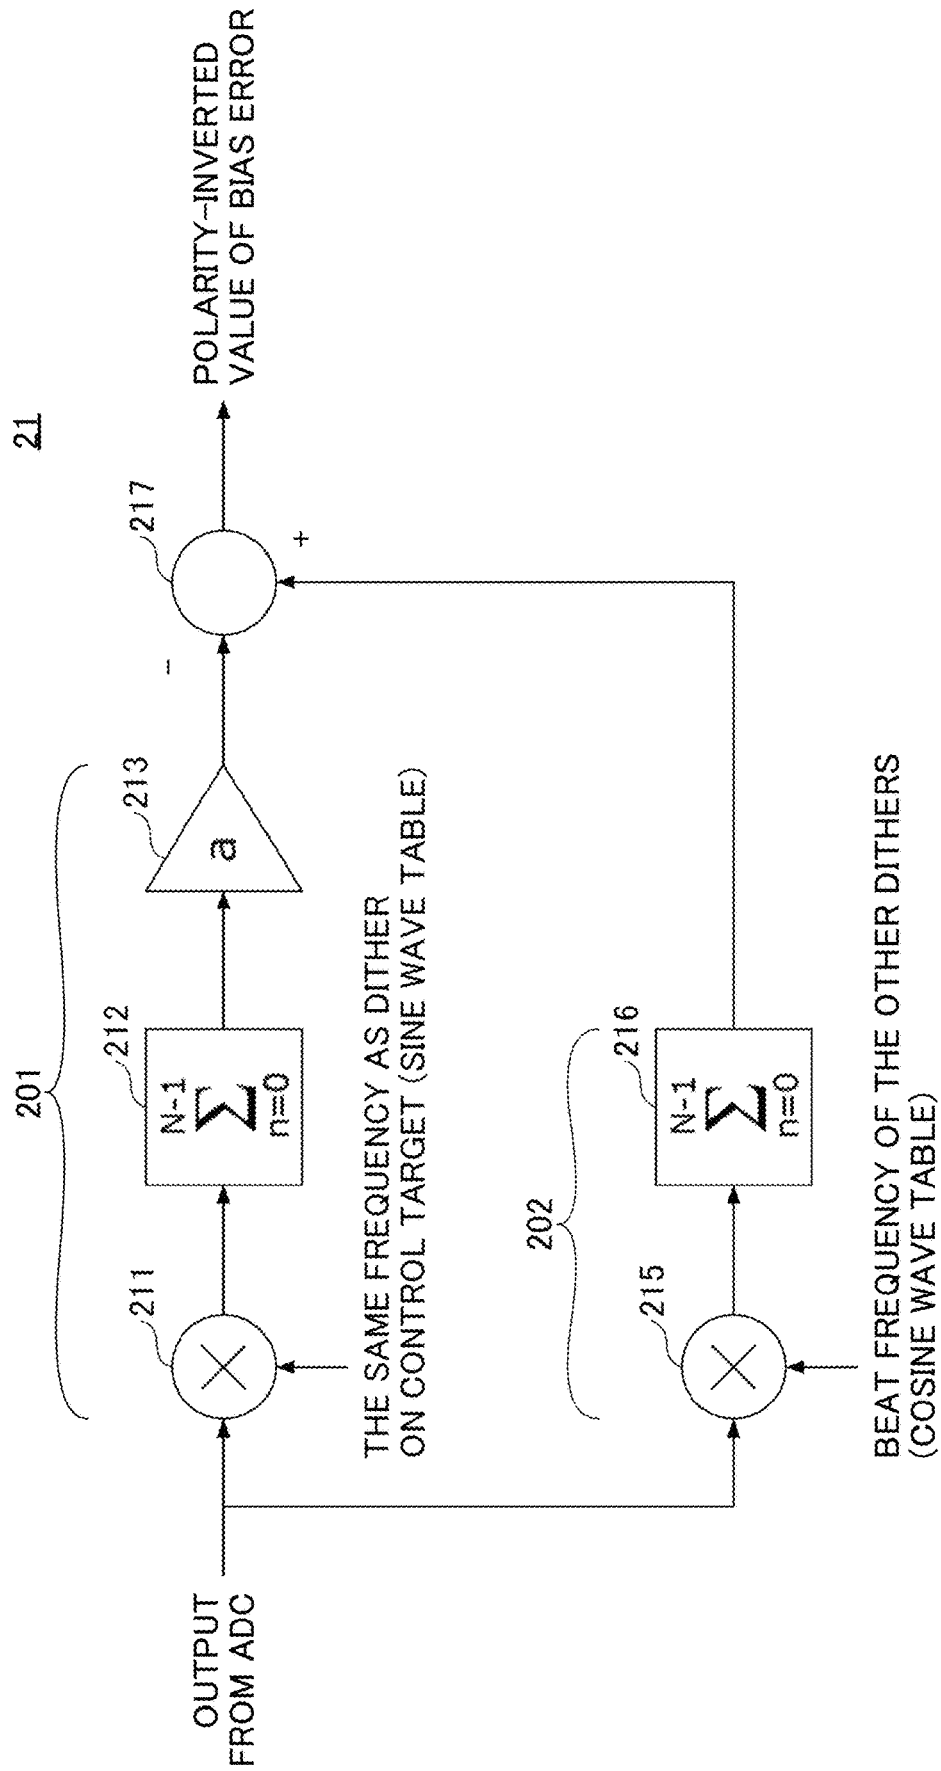 21
201
211
212
213
217
OUTPUT
FROM ADC
N-1
Σ
n=0
a
-
+
POLARITY-INVERTED
VALUE OF BIAS ERROR
THE SAME FREQUENCY AS DITHER
ON CONTROL TARGET (SINE WAVE TABLE)
202
215
216
N-1
Σ
n=0
BEAT FREQUENCY OF THE OTHER DITHERS
(COSINE WAVE TABLE)